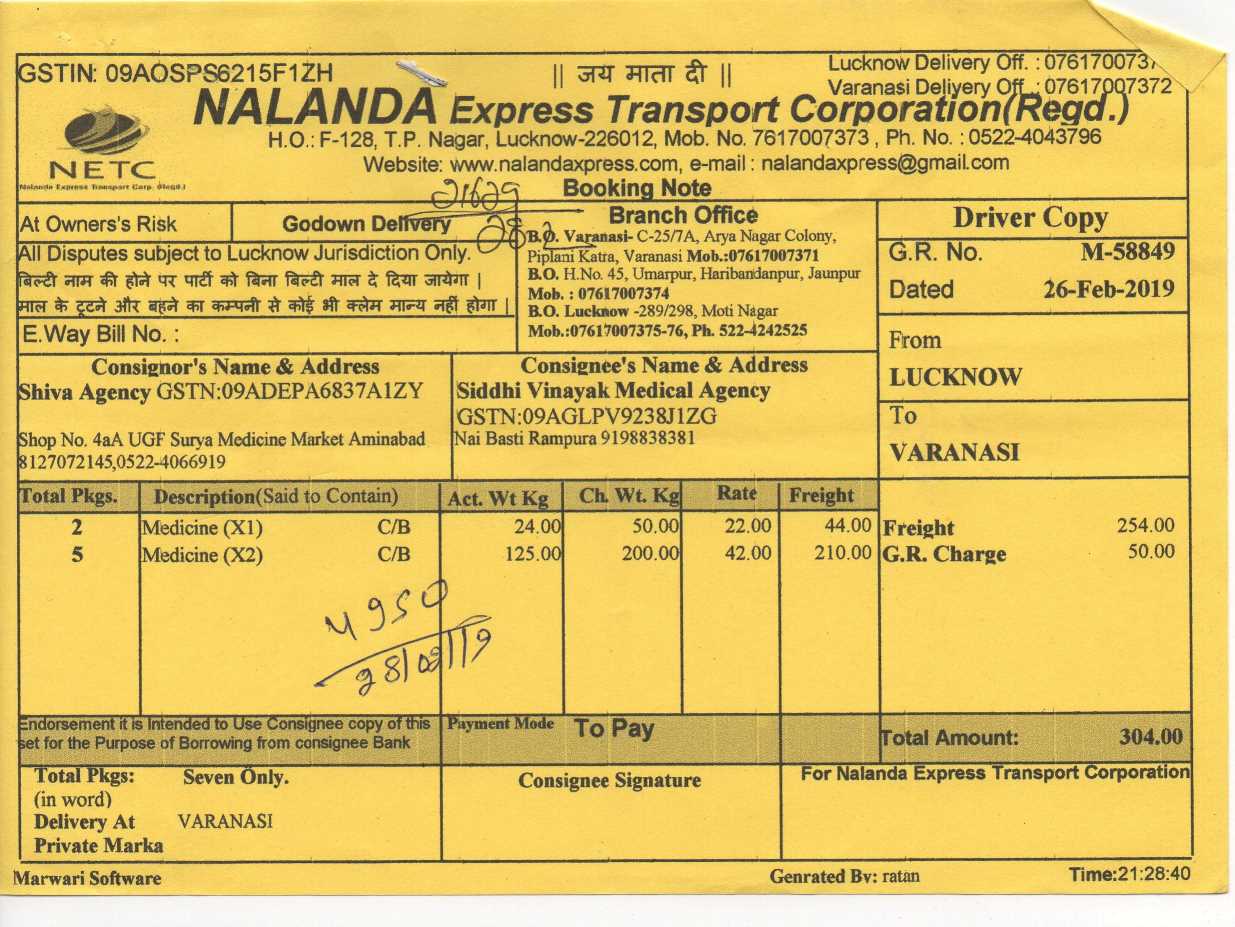 GSTIN: 09AOSPS6215F1ZH
|| जय माता दी ||
Lucknow Delivery Off. : 0761700737
Varanasi Deliyery Off. : 07617007372
NALANDA Express Transport Corporation(Regd.)
H.O.: F-128, T.P. Nagar, Lucknow-226012, Mob. No. 7617007373 , Ph. No. : 0522-4043796
NETC
Website: www.nalandaxpress.com, e-mail : nalandaxpress@gmail.com
Nalanda Express Transport Corp. (Regd.)
Booking Note
21629
At Owners's Risk
Godown Delivery
All Disputes subject to Lucknow Jurisdiction Only.
बिल्टी नाम की होने पर पार्टी को बिना बिल्टी माल दे दिया जायेगा |
माल के टूटने और बहने का कम्पनी से कोई भी क्लेम मान्य नहीं होगा |
E.Way Bill No. :
Branch Office
B.O. Varanasi- C-25/7A, Arya Nagar Colony,
Piplani Katra, Varanasi Mob.:07617007371
B.O. H.No. 45, Umarpur, Haribandanpur, Jaunpur
Mob. : 07617007374
B.O. Lucknow -289/298, Moti Nagar
Mob.:07617007375-76, Ph. 522-4242525
Driver Copy
G.R. No. M-58849
Dated 26-Feb-2019
From
LUCKNOW
To
VARANASI
Consignor's Name & Address
Shiva Agency GSTN:09ADEPA6837A1ZY
Shop No. 4aA UGF Surya Medicine Market Aminabad
8127072145,0522-4066919
Consignee's Name & Address
Siddhi Vinayak Medical Agency
GSTN:09AGLPV9238J1ZG
Nai Basti Rampura 9198838381
Total Pkgs. Description(Said to Contain) Act. Wt Kg Ch. Wt. Kg Rate Freight
2 Medicine (X1) C/B 24.00 50.00 22.00 44.00
5 Medicine (X2) C/B 125.00 200.00 42.00 210.00
Freight 254.00
G.R. Charge 50.00
950
28/02/19
Endorsement it is Intended to Use Consignee copy of this
set for the Purpose of Borrowing from consignee Bank
Payment Mode To Pay
Total Amount: 304.00
Total Pkgs: Seven Only.
(in word)
Delivery At VARANASI
Private Marka
Consignee Signature
For Nalanda Express Transport Corporation
Marwari Software
Genrated By: ratan
Time:21:28:40